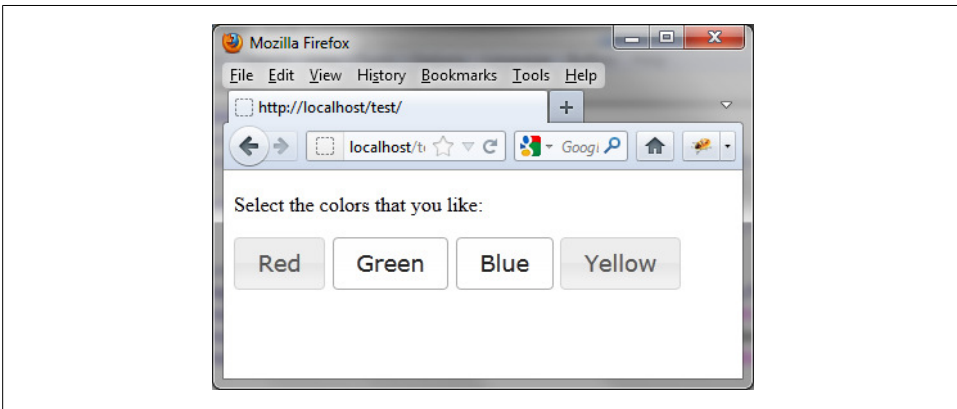 Mozilla Firefox
File Edit View History Bookmarks Tools Help
http://localhost/test/
localhost/t
Googl
Select the colors that you like:
Red Green Blue Yellow